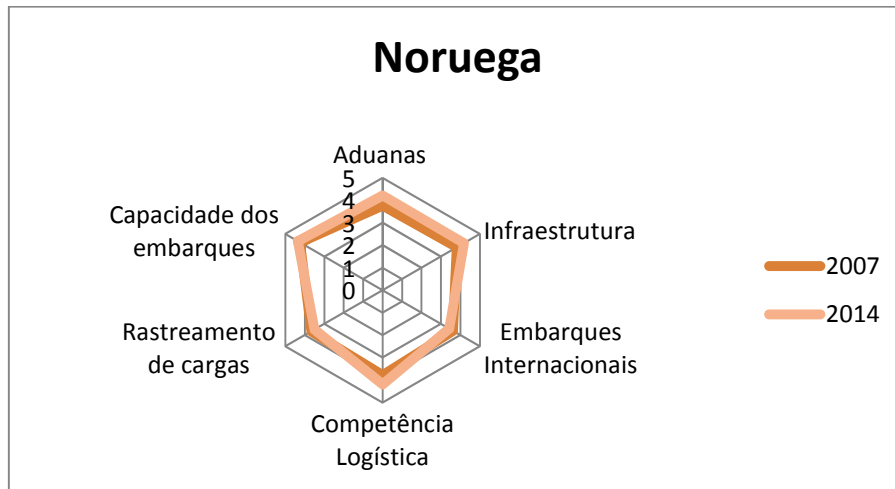 Noruega
Aduanas
5
4
3
2
1
0
Infraestrutura
Embarques
Internacionais
Competência
Logística
Rastreamento
de cargas
Capacidade dos
embarques
2007
2014